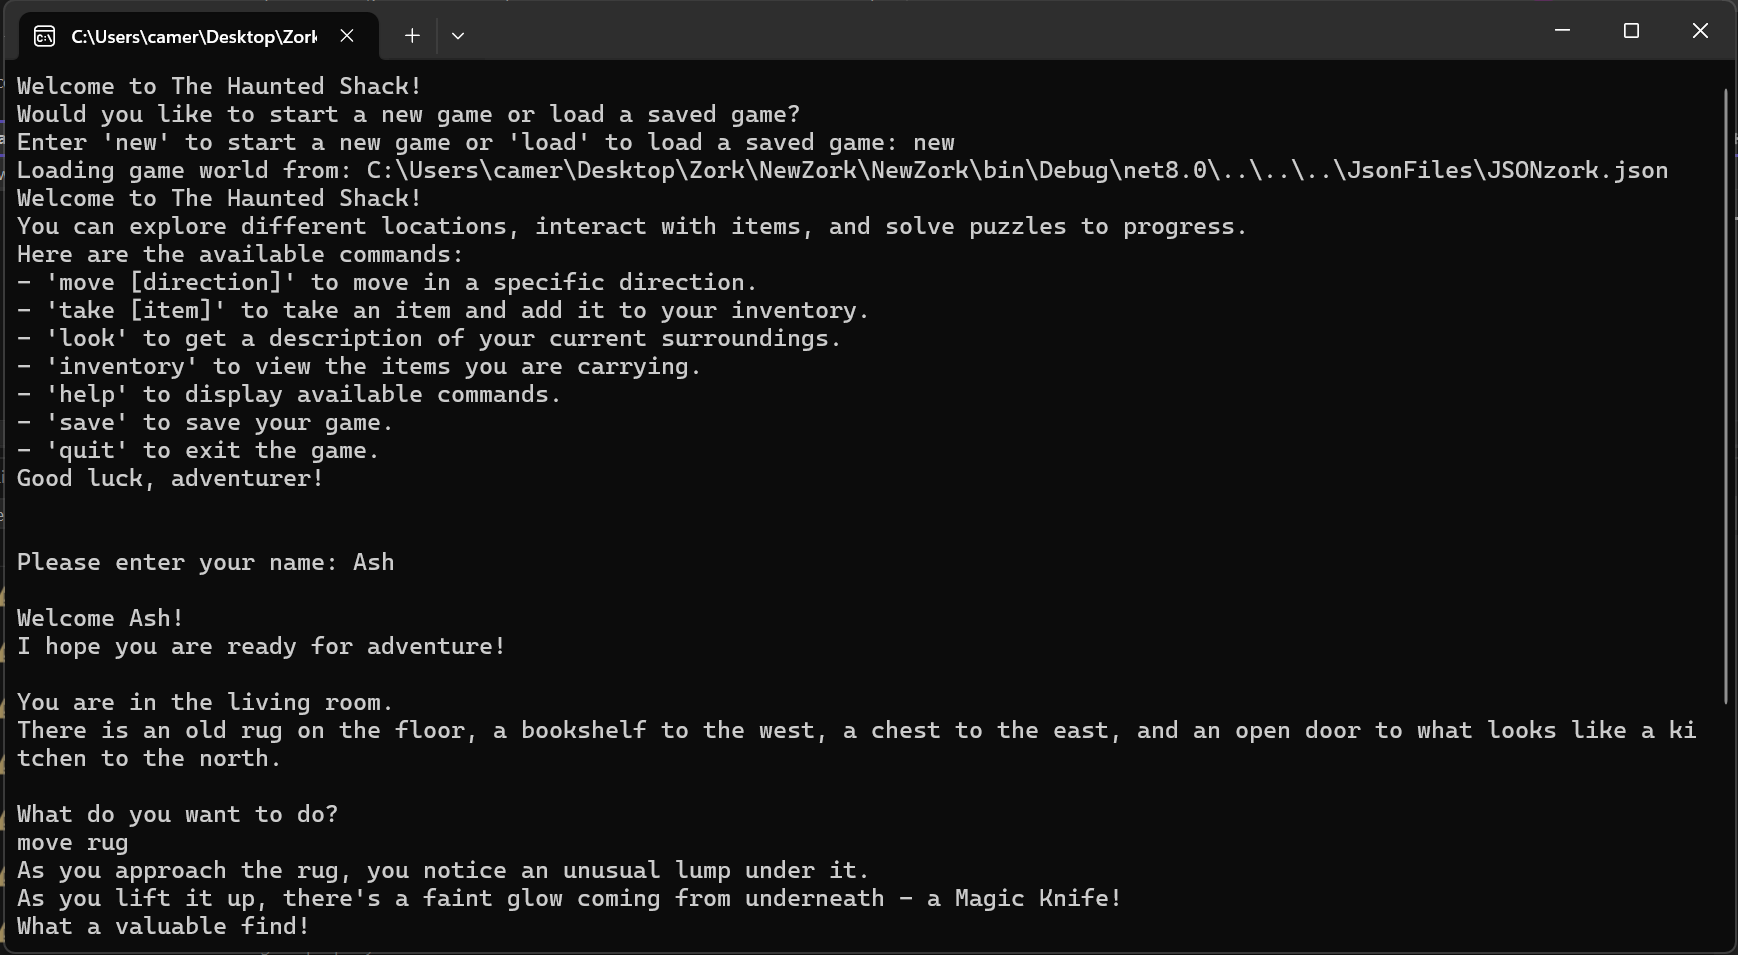 C:\Users\camer\Desktop\Zork
Welcome to The Haunted Shack!
Would you like to start a new game or load a saved game?
Enter 'new' to start a new game or 'load' to load a saved game: new
Loading game world from: C:\Users\camer\Desktop\Zork\NewZork\NewZork\bin\Debug\net8.0\..\..\..\JsonFiles\JSONzork.json
Welcome to The Haunted Shack!
You can explore different locations, interact with items, and solve puzzles to progress.
Here are the available commands:
- 'move [direction]' to move in a specific direction.
- 'take [item]' to take an item and add it to your inventory.
- 'look' to get a description of your current surroundings.
- 'inventory' to view the items you are carrying.
- 'help' to display available commands.
- 'save' to save your game.
- 'quit' to exit the game.
Good luck, adventurer!
Please enter your name: Ash
Welcome Ash!
I hope you are ready for adventure!
You are in the living room.
There is an old rug on the floor, a bookshelf to the west, a chest to the east, and an open door to what looks like a ki
tchen to the north.
What do you want to do?
move rug
As you approach the rug, you notice an unusual lump under it.
As you lift it up, there's a faint glow coming from underneath - a Magic Knife!
What a valuable find!